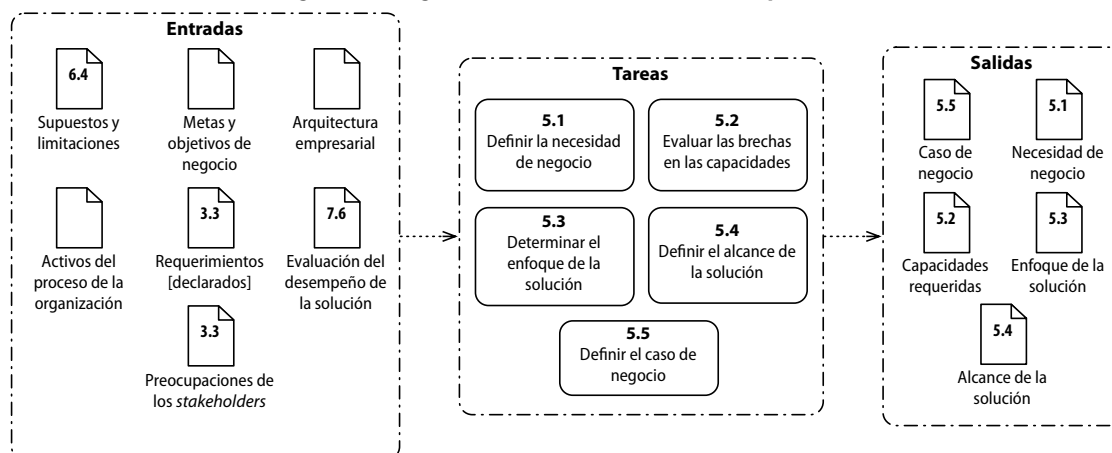 Entradas
6.4
Supuestos y
limitaciones
Metas y
objetivos de
negocio
Arquitectura
empresarial
Activos del
proceso de la
organización
3.3
Requerimientos
[declarados]
7.6
Evaluación del
desempeño de
la solución
3.3
Preocupaciones de
los stakeholders
Tareas
5.1
Definir la necesidad
de negocio
5.2
Evaluar las brechas
en las capacidades
5.3
Determinar el
enfoque de la
solución
5.4
Definir el alcance de
la solución
5.5
Definir el caso de
negocio
Salidas
5.5
Caso de
negocio
5.1
Necesidad de
negocio
5.2
Capacidades
requeridas
5.3
Enfoque de la
solución
5.4
Alcance de la
solución